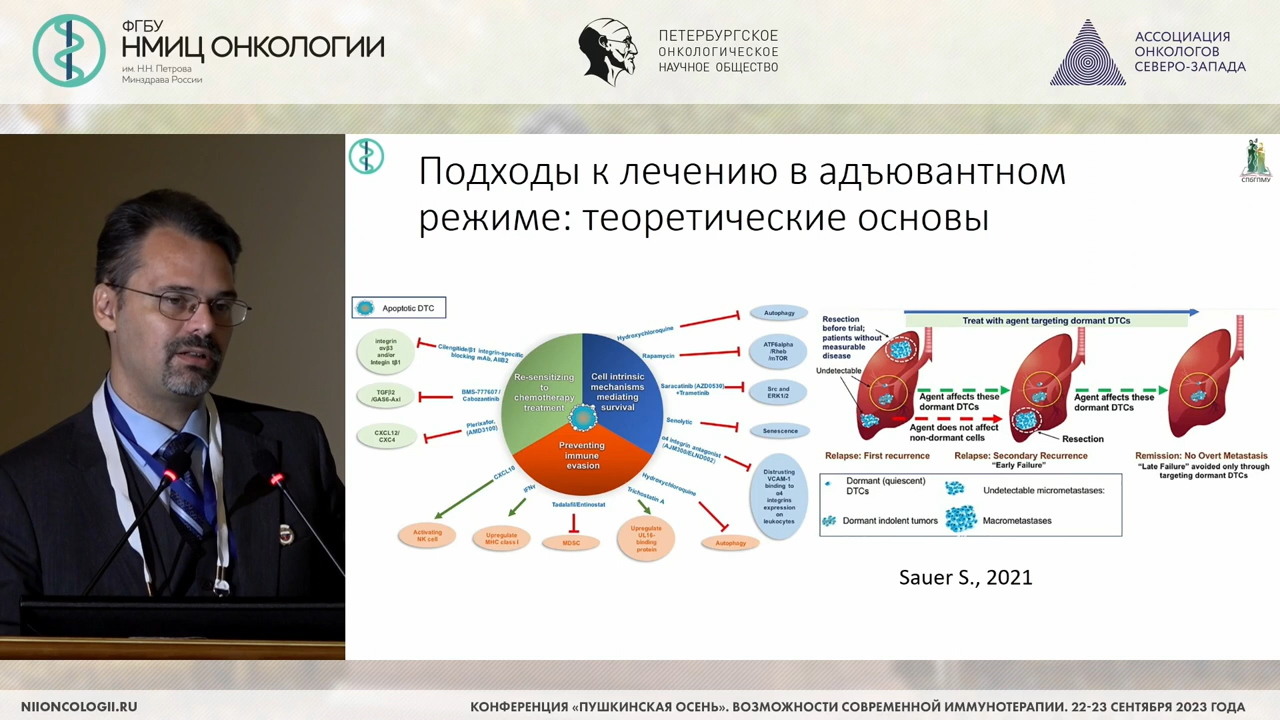 ФГБУ
НМИЦ ОНКОЛОГИИ
им. Н.Н. Петрова
Минздрава России
ПЕТЕРБУРГСКОЕ
ОНКОЛОГИЧЕСКОЕ
НАУЧНОЕ ОБЩЕСТВО
АССОЦИАЦИЯ
ОНКОЛОГОВ
СЕВЕРО-ЗАПАДА
СПбГПМУ
Подходы к лечению в адъювантном
режиме: теоретические основы
Apoptotic DTC
integrin
αvβ3
and/or
Integin Iβ1
TGFβ2
/GAS6-Axl
CXCL12/
CXC4
Cilengitide/β1 integrin-specific
blocking mAb, AIIB2
BMS-777607 /
Cabozantinib
Plerixafor,
(AMD3100)
Re-sensitizing
to
chemotherapy
treatment
Cell intrinsic
mechanisms
mediating
survival
Preventing
immune
evasion
Hydroxychloroquine
Rapamycin
Saracatinib (AZD0530)
+Trametinib
Senolytic
α4 integrin antagonist
(AJM300/ELND002)
Autophagy
ATF6alpha
/Rheb
/mTOR
Src and
ERK1/2
Senescence
Distrusting
VCAM-1
binding to
α4
integrins
expression
on
leukocytes
CXCL10
IFNγ
Tadalafil/Entinostat
Trichostatin A
Hydroxychloroquine
Activating
NK cell
Upregulate
MHC class I
MDSC
Upregulate
UL16-
binding
protein
Autophagy
Treat with agent targeting dormant DTCs
Resection
before trial;
patients without
measurable
disease
Undetectable
Agent affects these
dormant DTCs
Agent does not affect
non-dormant cells
Agent affects these
dormant DTCs
Resection
Relapse: First recurrence
Relapse: Secondary Recurrence
“Early Failure”
Remission: No Overt Metastasis
“Late Failure” avoided only through
targeting dormant DTCs
Dormant (quiescent)
DTCs
Undetectable micrometastases:
Dormant indolent tumors
Macrometastases
Sauer S., 2021
NIIONCOLOGII.RU
КОНФЕРЕНЦИЯ «ПУШКИНСКАЯ ОСЕНЬ». ВОЗМОЖНОСТИ СОВРЕМЕННОЙ ИММУНОТЕРАПИИ. 22-23 СЕНТЯБРЯ 2023 ГОДА